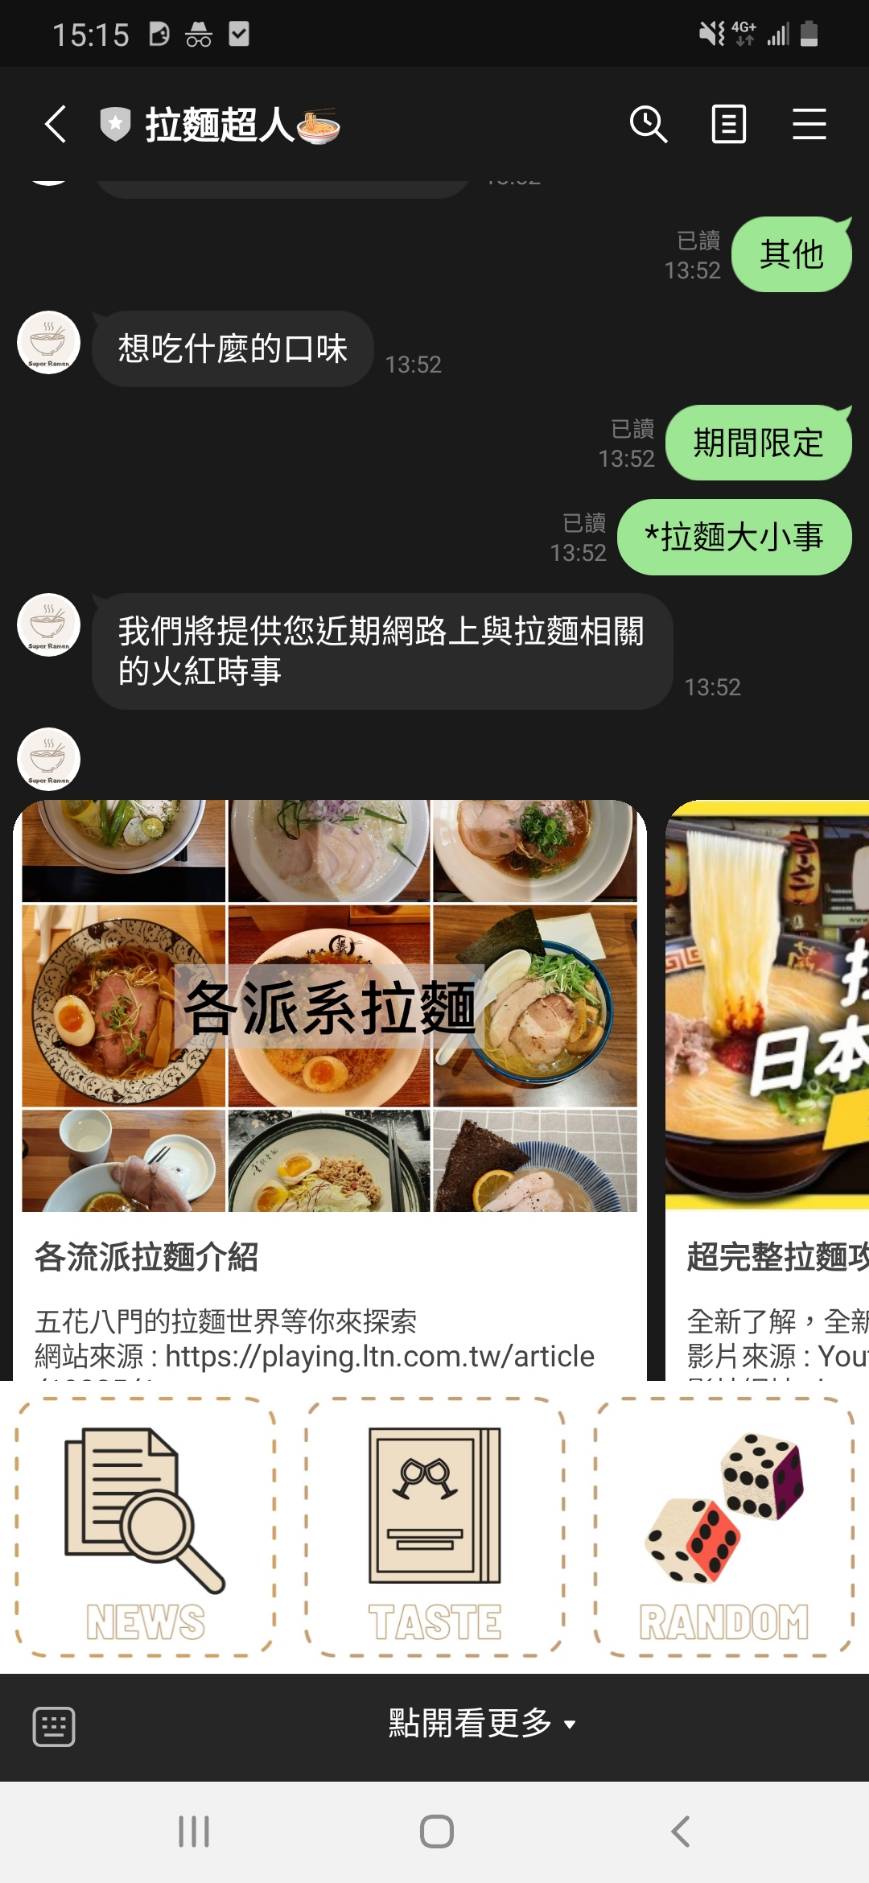 15:15
4G+
拉麵超人
已讀
13:52
其他
Super Ramen
想吃什麼的口味
13:52
已讀
13:52
期間限定
已讀
13:52
*拉麵大小事
Super Ramen
我們將提供您近期網路上與拉麵相關
的火紅時事
13:52
Super Ramen
各派系拉麵
日本
各流派拉麵介紹
五花八門的拉麵世界等你來探索
網站來源 : https://playing.ltn.com.tw/article
超完整拉麵攻
全新了解，全新
影片來源 : You
NEWS
TASTE
RANDOM
點開看更多